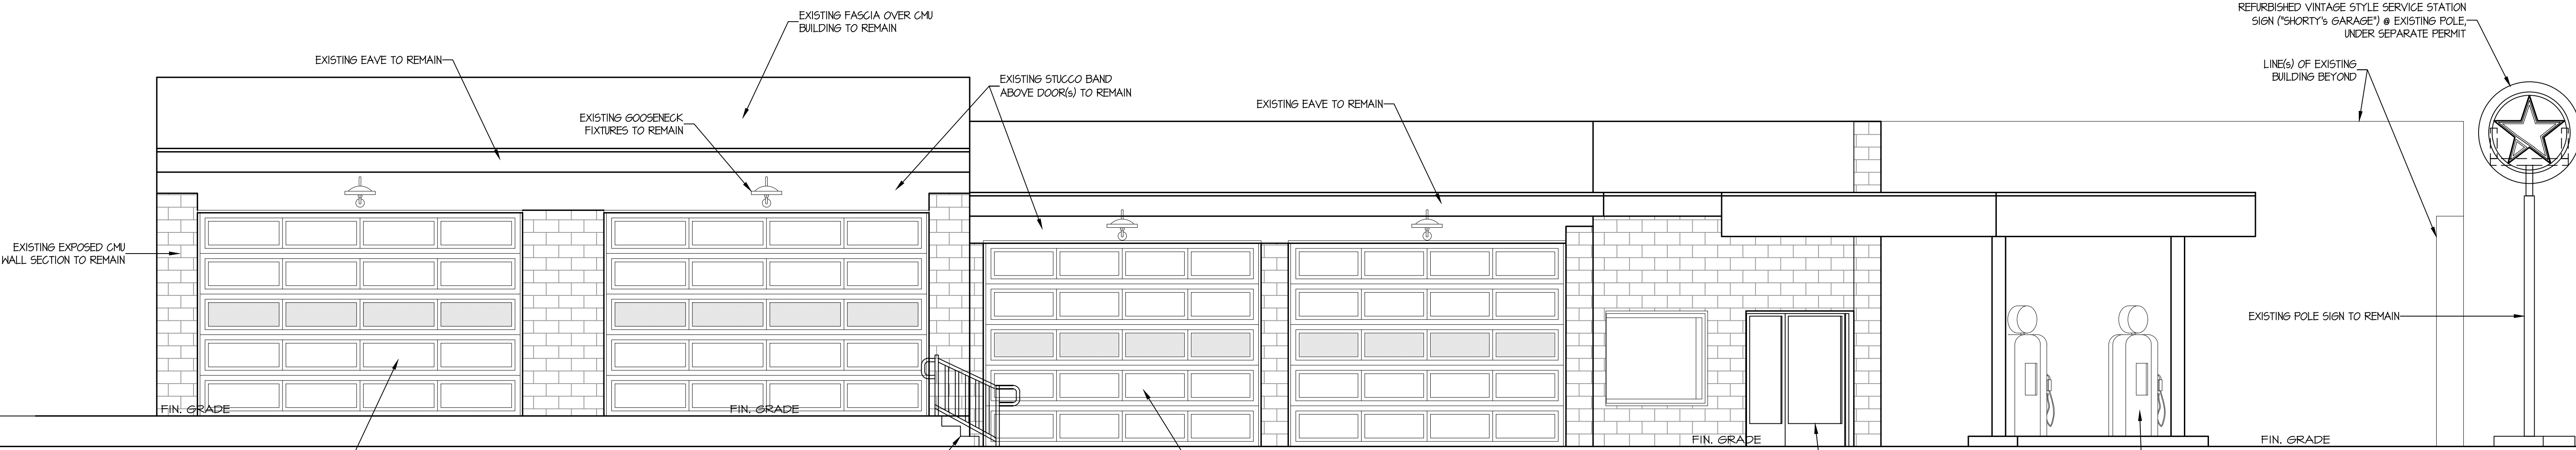 EXISTING FASCIA OVER CMU
BUILDING TO REMAIN
REFURBISHED VINTAGE STYLE SERVICE STATION
SIGN ("SHORTY's GARAGE") @ EXISTING POLE,
UNDER SEPARATE PERMIT
EXISTING EAVE TO REMAIN
LINE(s) OF EXISTING
BUILDING BEYOND
EXISTING STUCCO BAND
ABOVE DOOR(s) TO REMAIN
EXISTING EAVE TO REMAIN
EXISTING GOOSENECK
FIXTURES TO REMAIN
EXISTING EXPOSED CMU
WALL SECTION TO REMAIN
EXISTING POLE SIGN TO REMAIN
FIN. GRADE
FIN. GRADE
FIN. GRADE
FIN. GRADE